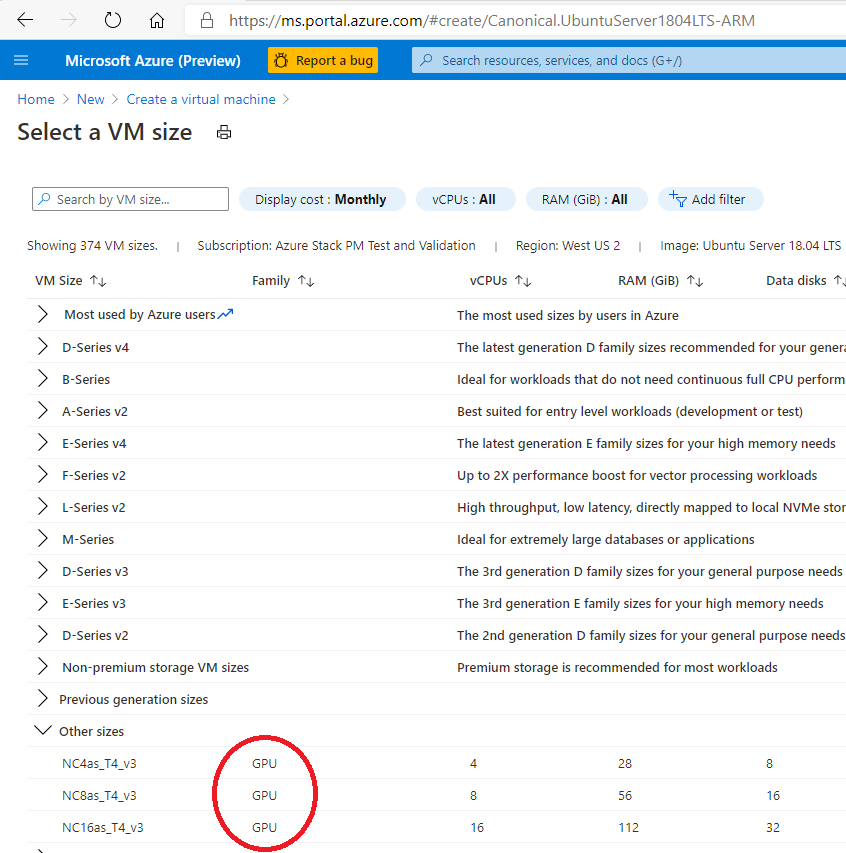 https://ms.portal.azure.com/#create/Canonical.UbuntuServer1804LTS-ARM
Microsoft Azure (Preview) Report a bug Search resources, services, and docs (G+/)
Home > New > Create a virtual machine >
Select a VM size
Search by VM size... Display cost : Monthly vCPUs : All RAM (GiB) : All Add filter
Showing 374 VM sizes. | Subscription: Azure Stack PM Test and Validation | Region: West US 2 | Image: Ubuntu Server 18.04 LTS
VM Size ↑↓ Family ↑↓ vCPUs ↑↓ RAM (GiB) ↑↓ Data disks ↑↓
Most used by Azure users The most used sizes by users in Azure
D-Series v4 The latest generation D family sizes recommended for your genera
B-Series Ideal for workloads that do not need continuous full CPU perform
A-Series v2 Best suited for entry level workloads (development or test)
E-Series v4 The latest generation E family sizes for your high memory needs
F-Series v2 Up to 2X performance boost for vector processing workloads
L-Series v2 High throughput, low latency, directly mapped to local NVMe stor
M-Series Ideal for extremely large databases or applications
D-Series v3 The 3rd generation D family sizes for your general purpose needs
E-Series v3 The 3rd generation E family sizes for your high memory needs
D-Series v2 The 2nd generation D family sizes for your general purpose needs
Non-premium storage VM sizes Premium storage is recommended for most workloads
Previous generation sizes
Other sizes
NC4as_T4_v3 GPU 4 28 8
NC8as_T4_v3 GPU 8 56 16
NC16as_T4_v3 GPU 16 112 32